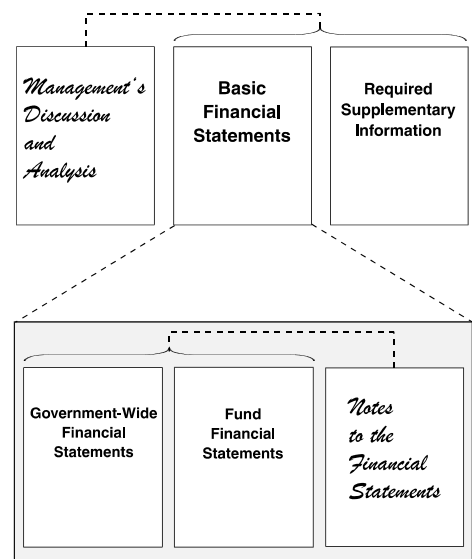 Management's
Discussion
and
Analysis
Basic
Financial
Statements
Required
Supplementary
Information
Government-Wide
Financial
Statements
Fund
Financial
Statements
Notes
to the
Financial
Statements